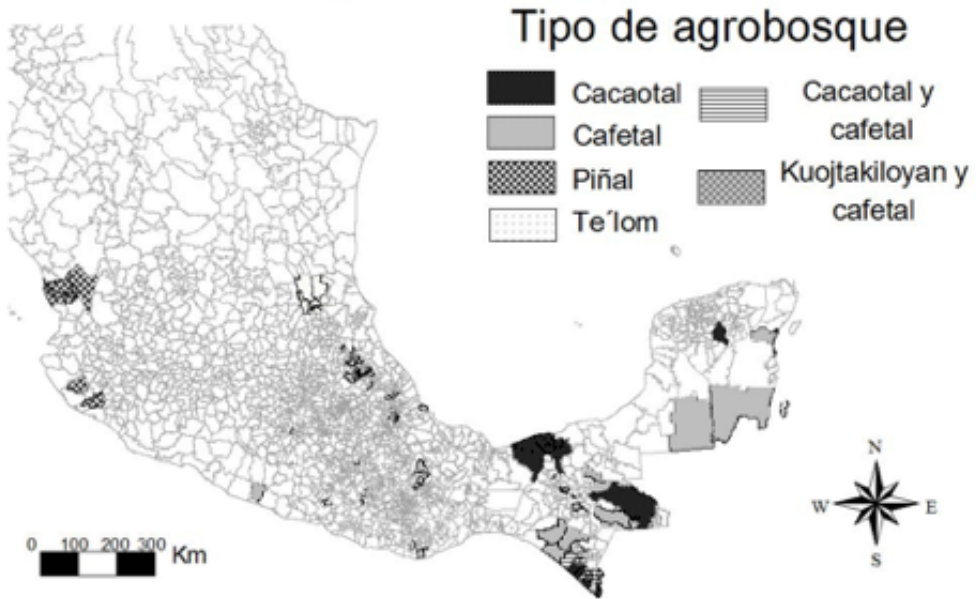 Tipo de agrobosque
Cacaotal
Cafetal
Piñal
Te´lom
Cacaotal y
cafetal
Kuojtakiloyan y
cafetal
N
W E
S
0 100 200 300 Km